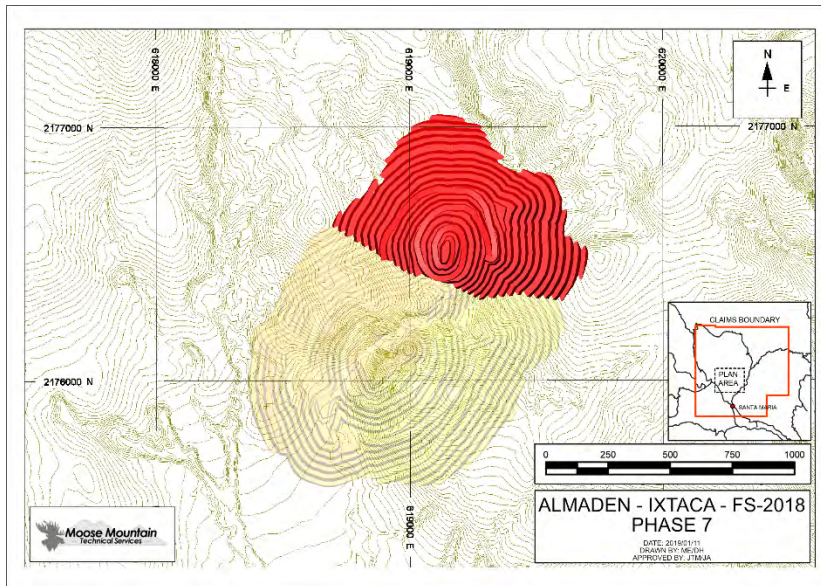 618000 E
619000 E
620000 E
N
E
2177000 N
2177000 N
CLAIMS BOUNDARY
PLAN
AREA
SANTA MARIA
2176000 N
0 250 500 750 1000
619000 E
ALMADEN - IXTACA - FS-2018
PHASE 7
DATE: 2019/01/11
DRAWN BY: ME/DH
APPROVED BY: JTM/JA
Moose Mountain
Technical Services